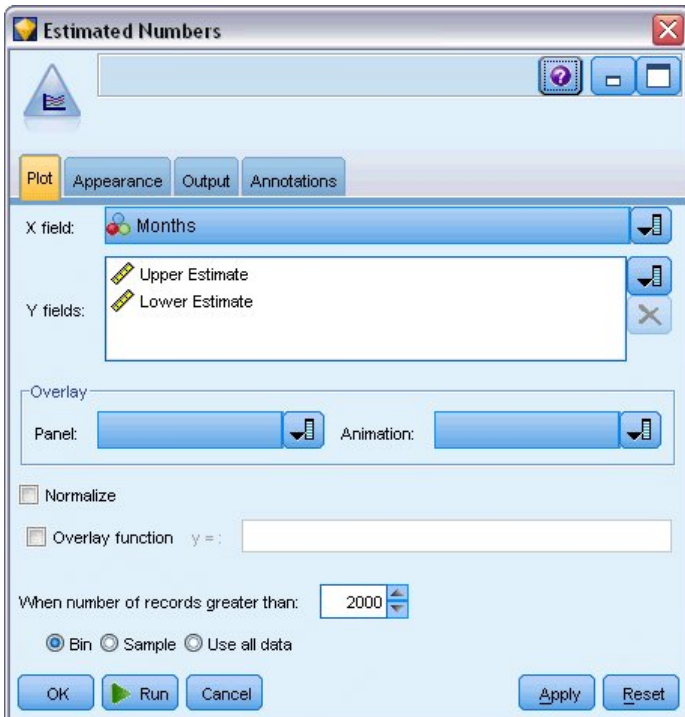 Estimated Numbers
Plot Appearance Output Annotations
X field: Months
Y fields: Upper Estimate
Lower Estimate
Overlay
Panel: Animation:
Normalize
Overlay function y = :
When number of records greater than: 2000
Bin Sample Use all data
OK Run Cancel Apply Reset